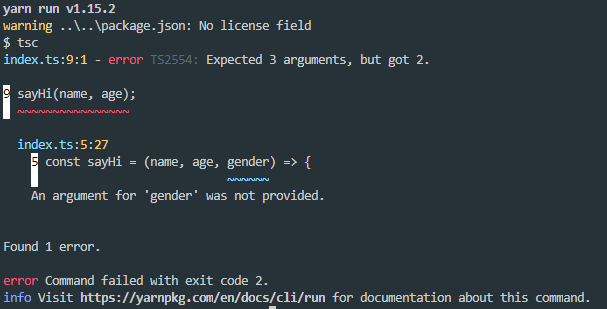 yarn run v1.15.2
warning ..\..\package.json: No license field
$ tsc
index.ts:9:1 - error TS2554: Expected 3 arguments, but got 2.
9 sayHi(name, age);
~~~~~~~~~~~~~~~~
index.ts:5:27
5 const sayHi = (name, age, gender) => {
~~~~~~
An argument for 'gender' was not provided.
Found 1 error.
error Command failed with exit code 2.
info Visit https://yarnpkg.com/en/docs/cli/run for documentation about this command.